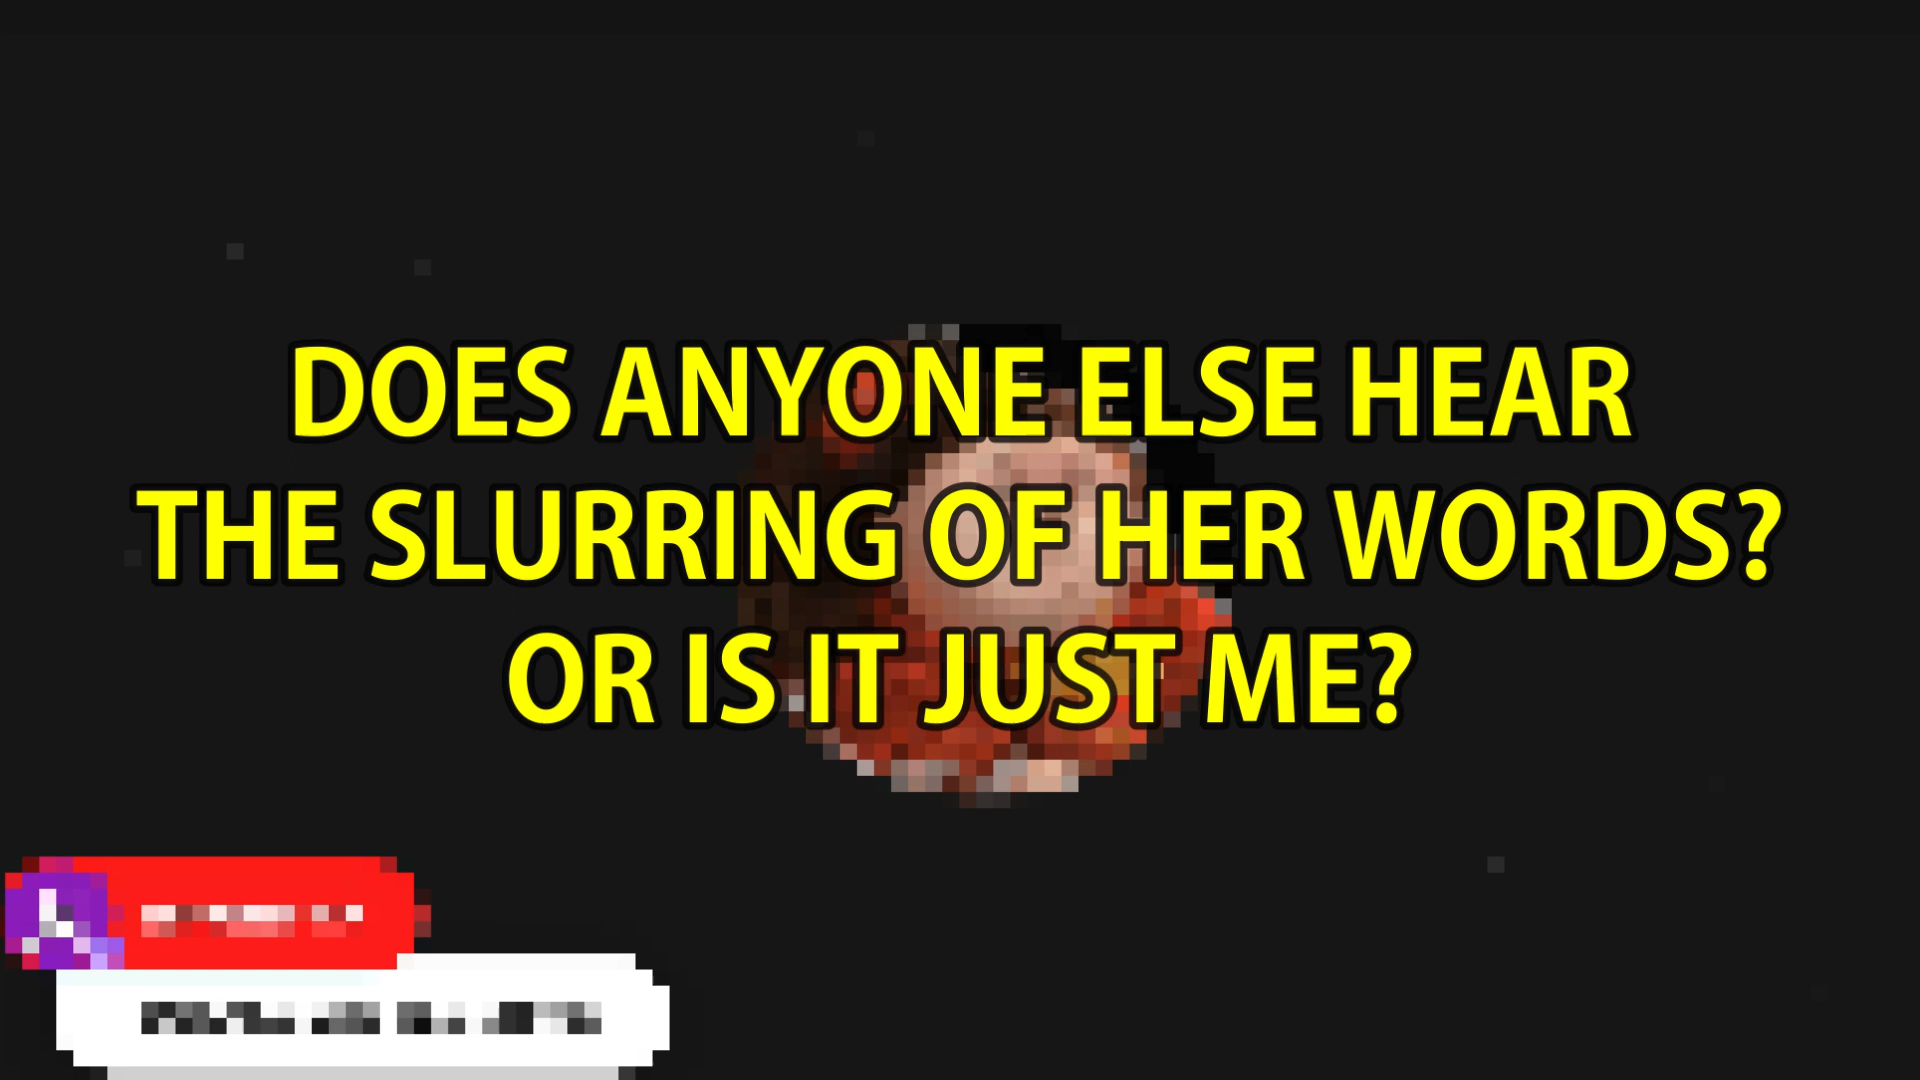 DOES ANYONE ELSE HEAR
THE SLURRING OF HER WORDS?
OR IS IT JUST ME?